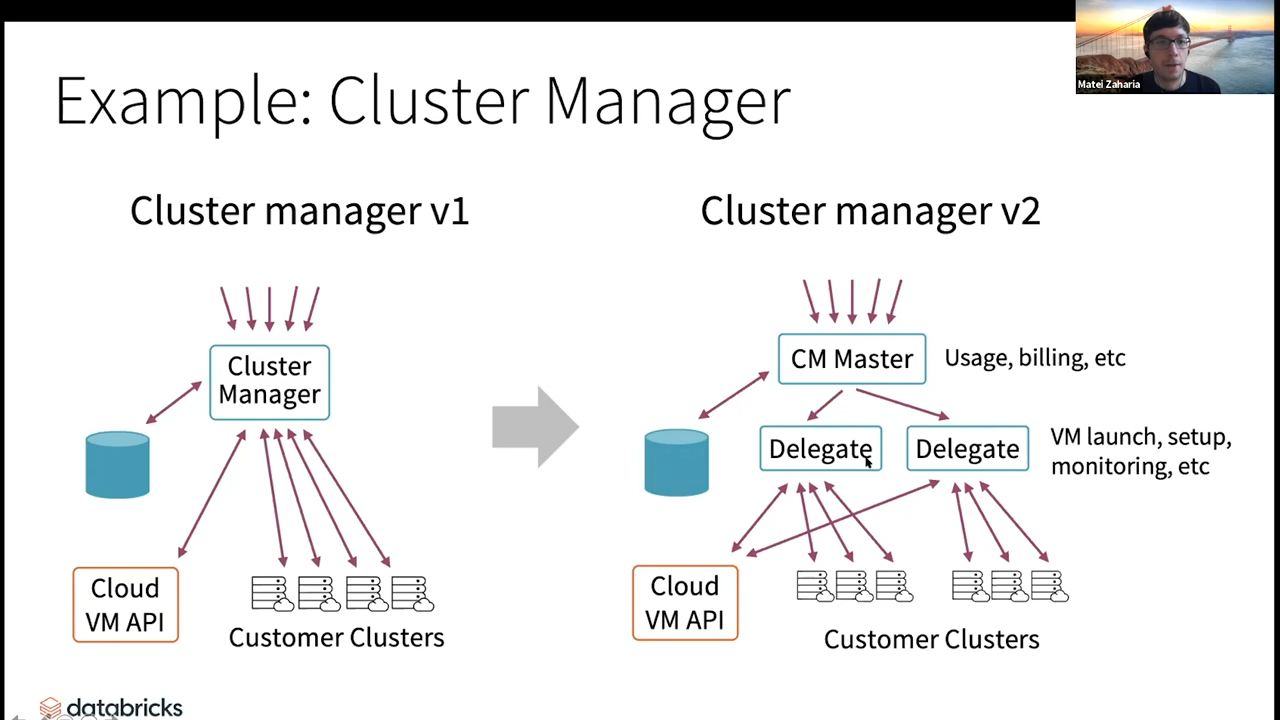 Matei Zaharia
Example: Cluster Manager
Cluster manager v1
Cluster
Manager
Cloud
VM API
Customer Clusters
Cluster manager v2
CM Master
Usage, billing, etc
Delegate
Delegate
VM launch, setup,
monitoring, etc
Cloud
VM API
Customer Clusters
databricks